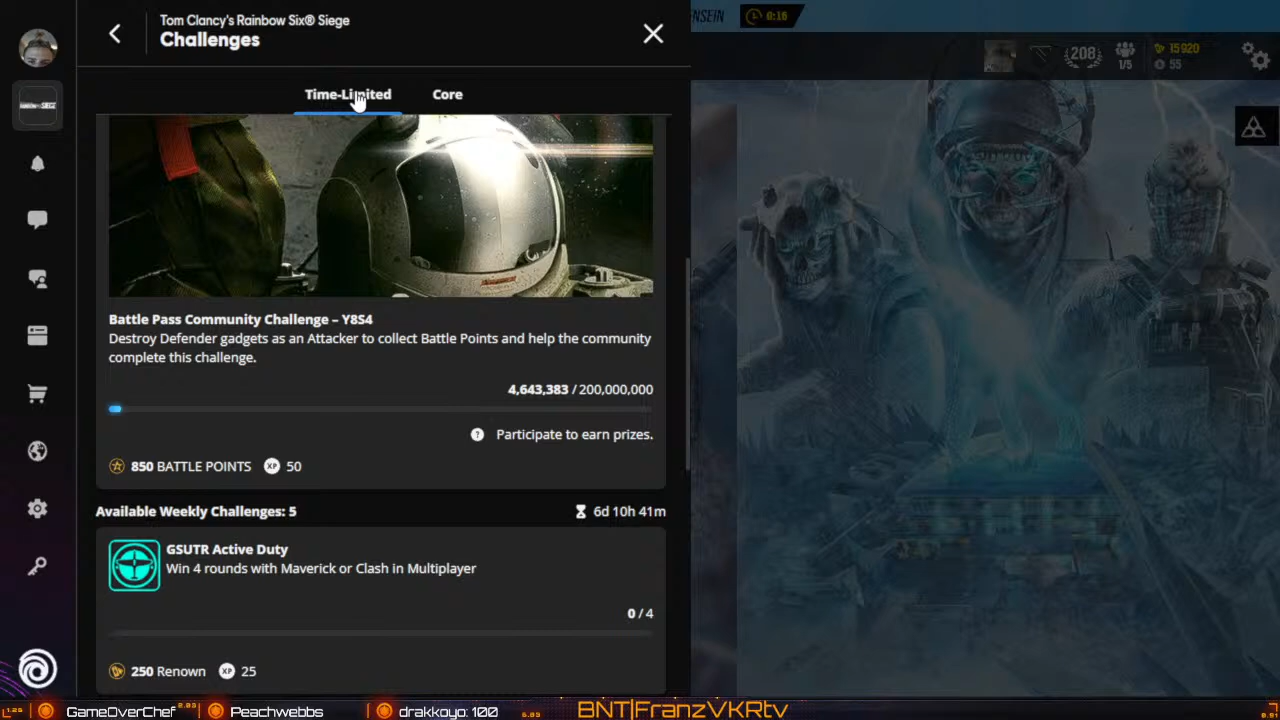 Tom Clancy's Rainbow Six® Siege
Challenges
Time-Limited
Core
Battle Pass Community Challenge – Y8S4
Destroy Defender gadgets as an Attacker to collect Battle Points and help the community
complete this challenge.
4,643,383 / 200,000,000
Participate to earn prizes.
850 BATTLE POINTS XP 50
Available Weekly Challenges: 5 6d 10h 41m
GSUTR Active Duty
Win 4 rounds with Maverick or Clash in Multiplayer
0 / 4
250 Renown XP 25
0:16
208
1/5
15 920
55
GameOverChef
Peachwebbs
drakkoyo: 100
BNT|FranzVKRtv